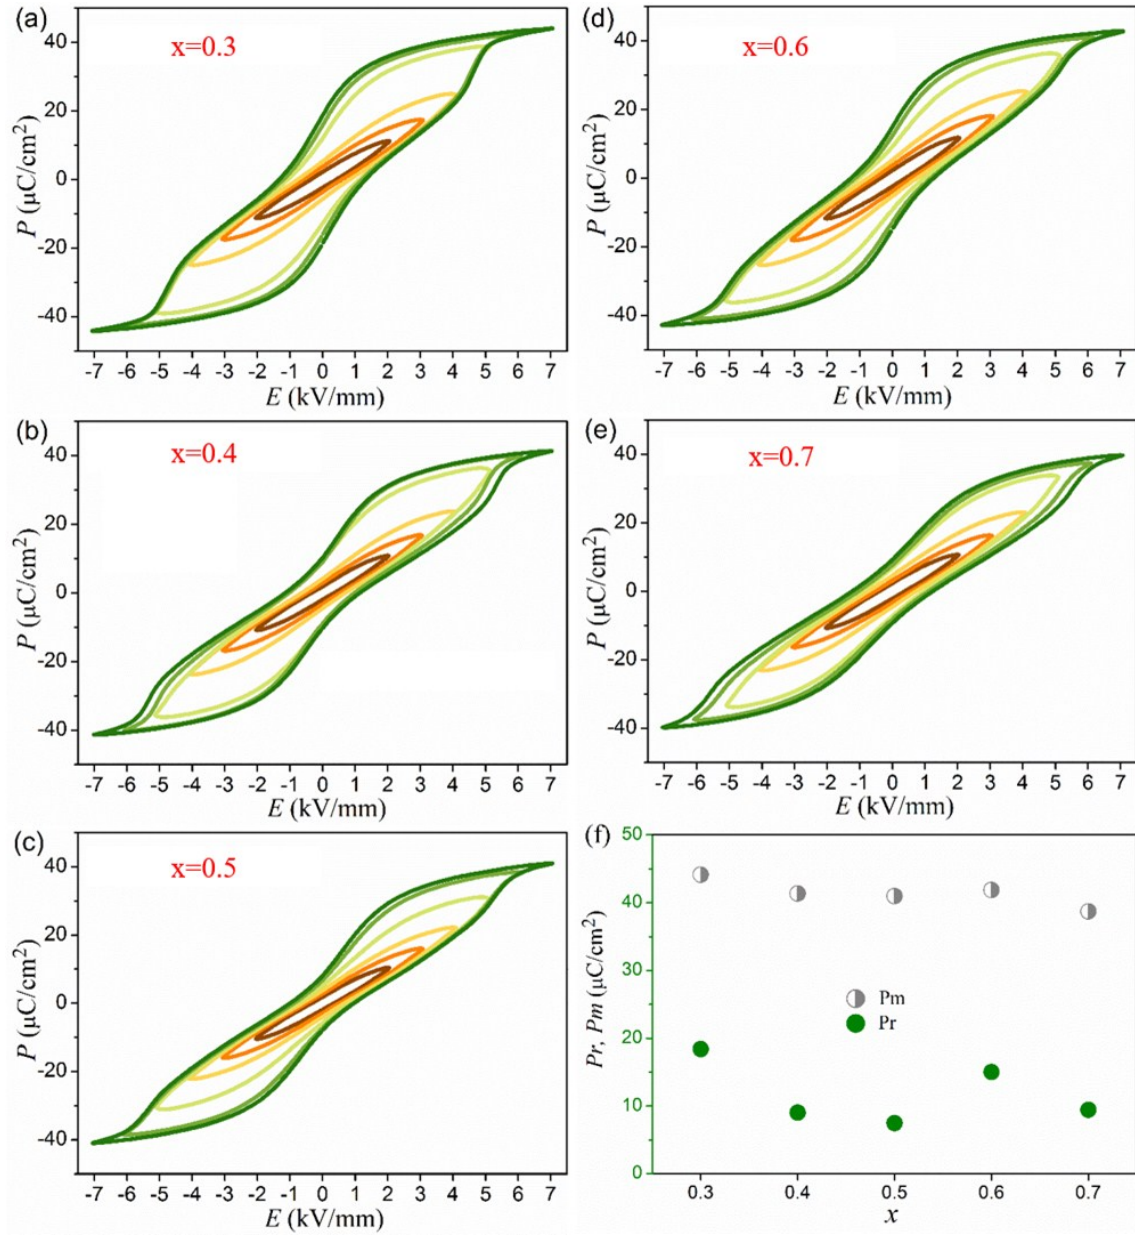 (a)
x=0.3
40
20
0
-20
-40
P (μC/cm²)
-7 -6 -5 -4 -3 -2 -1 0 1 2 3 4 5 6 7
E (kV/mm)
(d)
x=0.6
40
20
0
-20
-40
P (μC/cm²)
-7 -6 -5 -4 -3 -2 -1 0 1 2 3 4 5 6 7
E (kV/mm)
(b)
x=0.4
40
20
0
-20
-40
P (μC/cm²)
-7 -6 -5 -4 -3 -2 -1 0 1 2 3 4 5 6 7
E (kV/mm)
(e)
x=0.7
40
20
0
-20
-40
P (μC/cm²)
-7 -6 -5 -4 -3 -2 -1 0 1 2 3 4 5 6 7
E (kV/mm)
(c)
x=0.5
40
20
0
-20
-40
P (μC/cm²)
-7 -6 -5 -4 -3 -2 -1 0 1 2 3 4 5 6 7
E (kV/mm)
(f)
50
40
30
20
10
0
Pr, Pm (μC/cm²)
Pm
Pr
0.3 0.4 0.5 0.6 0.7
x